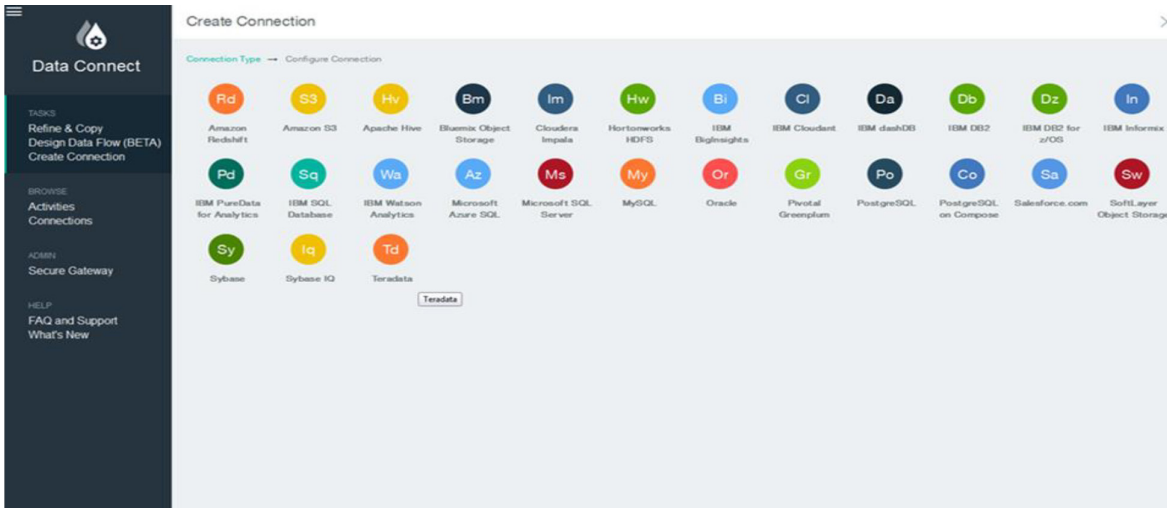 Data Connect
TASKS
Refine & Copy
Design Data Flow (BETA)
Create Connection
BROWSE
Activities
Connections
ADMIN
Secure Gateway
HELP
FAQ and Support
What's New
Create Connection
Connection Type → Configure Connection
Rd
Amazon
Redshift
S3
Amazon S3
Hv
Apache Hive
Bm
Bluemix Object
Storage
Im
Cloudera
Impala
Hw
Hortonworks
HDFS
Bi
IBM
BigInsights
Cl
IBM Cloudant
Da
IBM dashDB
Db
IBM DB2
Dz
IBM DB2 for
z/OS
In
IBM Informix
Pd
IBM PureData
for Analytics
Sq
IBM SQL
Database
Wa
IBM Watson
Analytics
Az
Microsoft
Azure SQL
Ms
Microsoft SQL
Server
My
MySQL
Or
Oracle
Gr
Pivotal
Greenplum
Po
PostgreSQL
Co
PostgreSQL
on Compose
Sa
Salesforce.com
Sw
SoftLayer
Object Storage
Sy
Sybase
Iq
Sybase IQ
Td
Teradata
Teradata